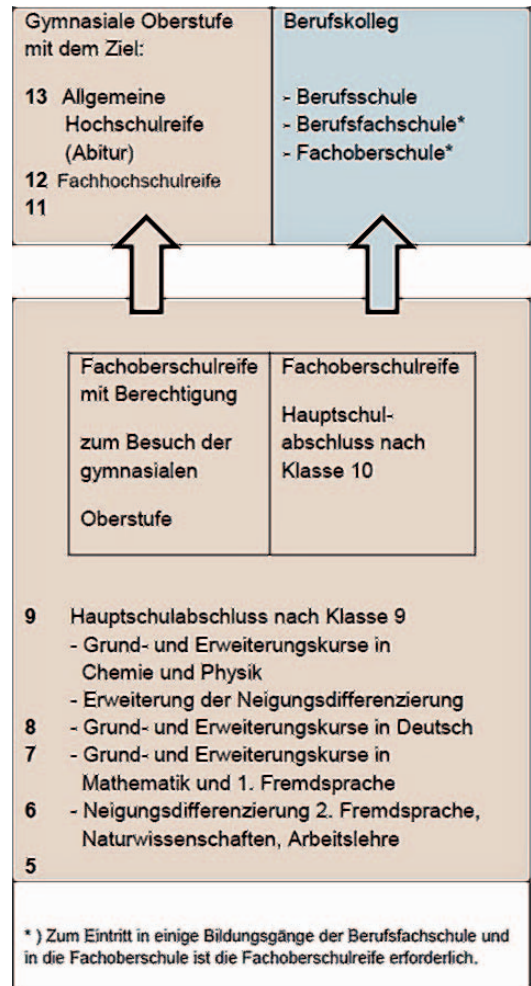 Gymnasiale Oberstufe
mit dem Ziel:
13 Allgemeine
Hochschulreife
(Abitur)
12 Fachhochschulreife
11
Berufskolleg
- Berufsschule
- Berufsfachschule*
- Fachoberschule*
Fachoberschulreife
mit Berechtigung
zum Besuch der
gymnasialen
Oberstufe
Fachoberschulreife
Hauptschul-
abschluss nach
Klasse 10
9 Hauptschulabschluss nach Klasse 9
- Grund- und Erweiterungskurse in
Chemie und Physik
- Erweiterung der Neigungsdifferenzierung
8 - Grund- und Erweiterungskurse in Deutsch
7 - Grund- und Erweiterungskurse in
Mathematik und 1. Fremdsprache
6 - Neigungsdifferenzierung 2. Fremdsprache,
Naturwissenschaften, Arbeitslehre
5
* ) Zum Eintritt in einige Bildungsgänge der Berufsfachschule und
in die Fachoberschule ist die Fachoberschulreife erforderlich.